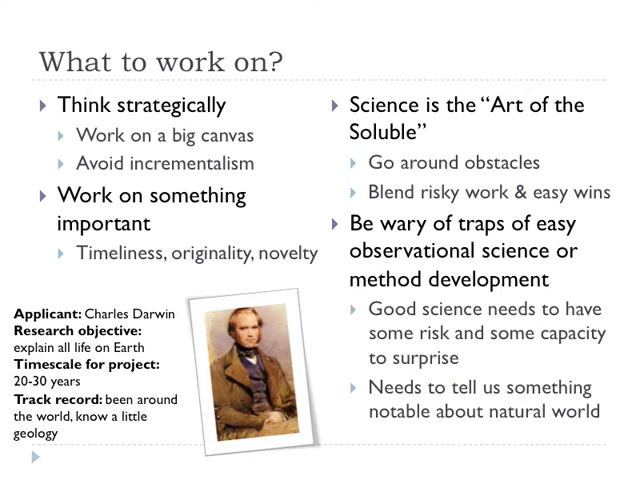 What to work on?
Think strategically
Work on a big canvas
Avoid incrementalism
Work on something
important
Timeliness, originality, novelty
Applicant: Charles Darwin
Research objective:
explain all life on Earth
Timescale for project:
20-30 years
Track record: been around
the world, know a little
geology
Science is the “Art of the
Soluble”
Go around obstacles
Blend risky work & easy wins
Be wary of traps of easy
observational science or
method development
Good science needs to have
some risk and some capacity
to surprise
Needs to tell us something
notable about natural world